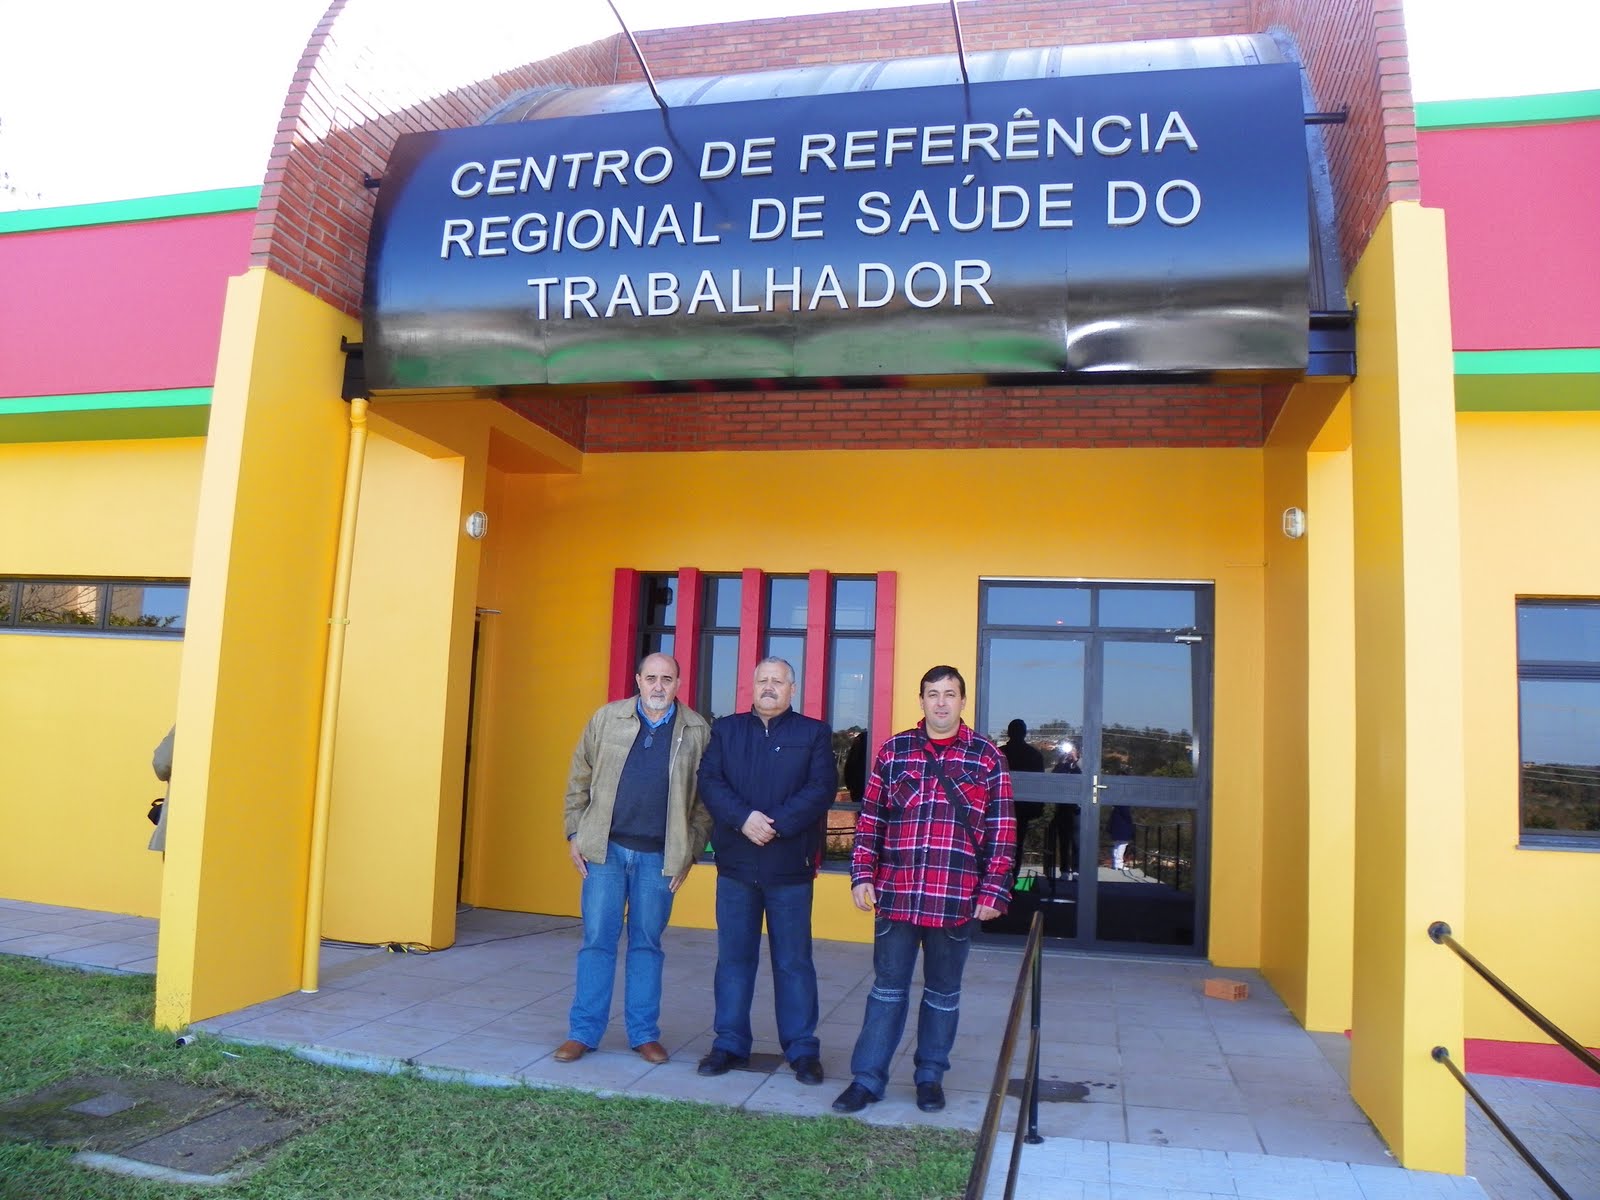 CENTRO DE REFERÊNCIA
REGIONAL DE SAÚDE DO
TRABALHADOR